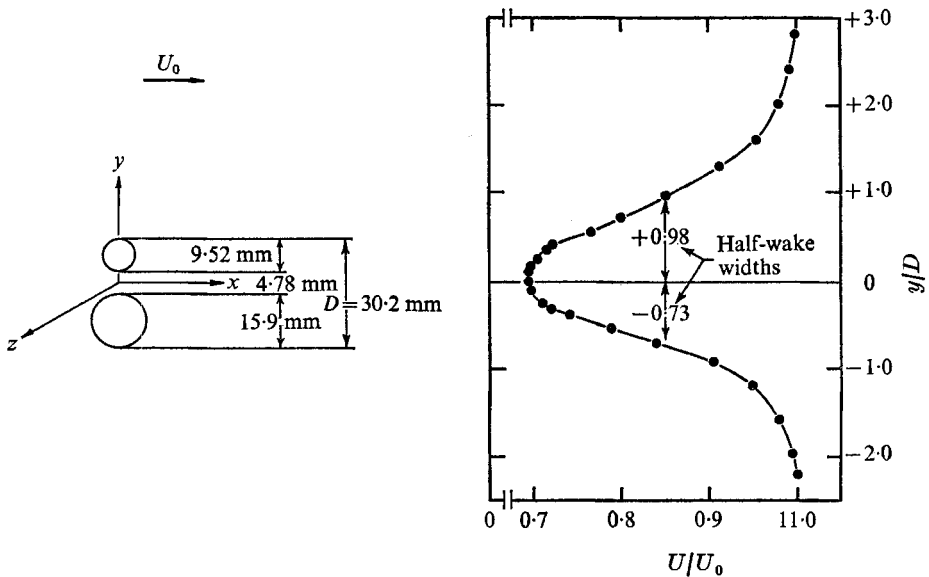 U₀
y
9·52 mm
x
4·78 mm
D=30·2 mm
15·9 mm
z
+3·0
+2·0
+1·0
+0·98
Half-wake
widths
0
y/D
−0·73
−1·0
−2·0
0
0·7
0·8
0·9
11·0
U/U₀